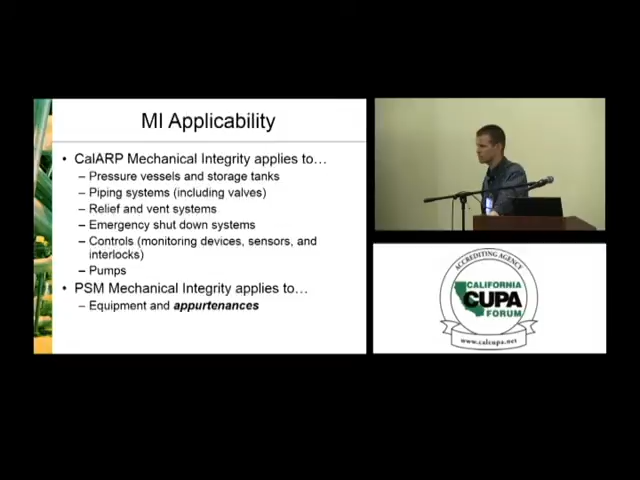 MI Applicability
• CalARP Mechanical Integrity applies to…
– Pressure vessels and storage tanks
– Piping systems (including valves)
– Relief and vent systems
– Emergency shut down systems
– Controls (monitoring devices, sensors, and
interlocks)
– Pumps
• PSM Mechanical Integrity applies to…
– Equipment and appurtenances
ACCREDITING AGENCY
CALIFORNIA
CUPA
FORUM
www.calcupa.net